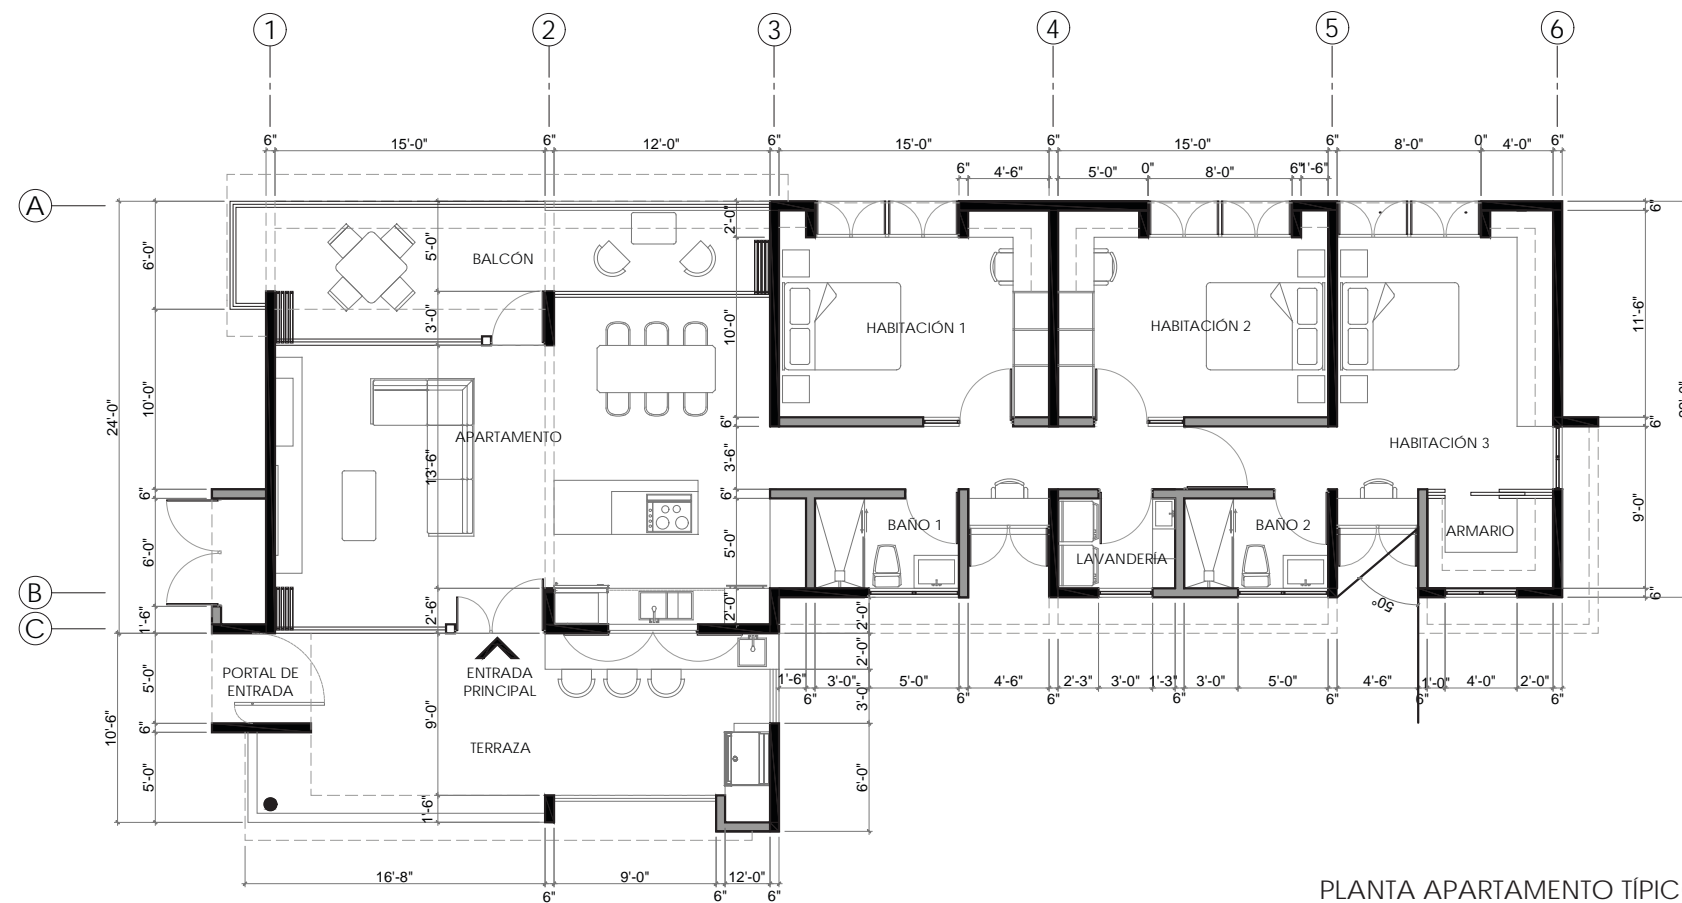 1 2 3 4 5 6
6" 15'-0" 6" 12'-0" 6" 15'-0" 6" 15'-0" 6" 8'-0" 0" 4'-0" 6"
6" 4'-6" 5'-0" 0" 8'-0" 6" 1'-6"
A
B
C
24'-0"
10'-6"
6'-0"
10'-0"
6"
6'-0"
1'-6"
5'-0"
6"
5'-0"
5'-0"
3'-0"
13'-6"
2'-6"
9'-0"
1'-6"
2'-0"
10'-0"
6"
3'-6"
6"
5'-0"
2'-0"
BALCÓN
HABITACIÓN 1
HABITACIÓN 2
APARTAMENTO
HABITACIÓN 3
BAÑO 1
LAVANDERÍA
BAÑO 2
ARMARIO
50°
6"
11'-6"
6"
9'-0"
6"
PORTAL DE
ENTRADA
ENTRADA
PRINCIPAL
TERRAZA
2'-0"
2'-0"
3'-0"
6'-0"
1'-6" 3'-0" 5'-0" 4'-6" 2'-3" 3'-0" 1'-3" 3'-0" 5'-0" 4'-6" 1'-0" 4'-0" 2'-0"
6" 6" 6" 6" 6" 6" 6" 6"
16'-8" 9'-0" 12'-0"
6" 6" 6"
PLANTA APARTAMENTO TÍPIC